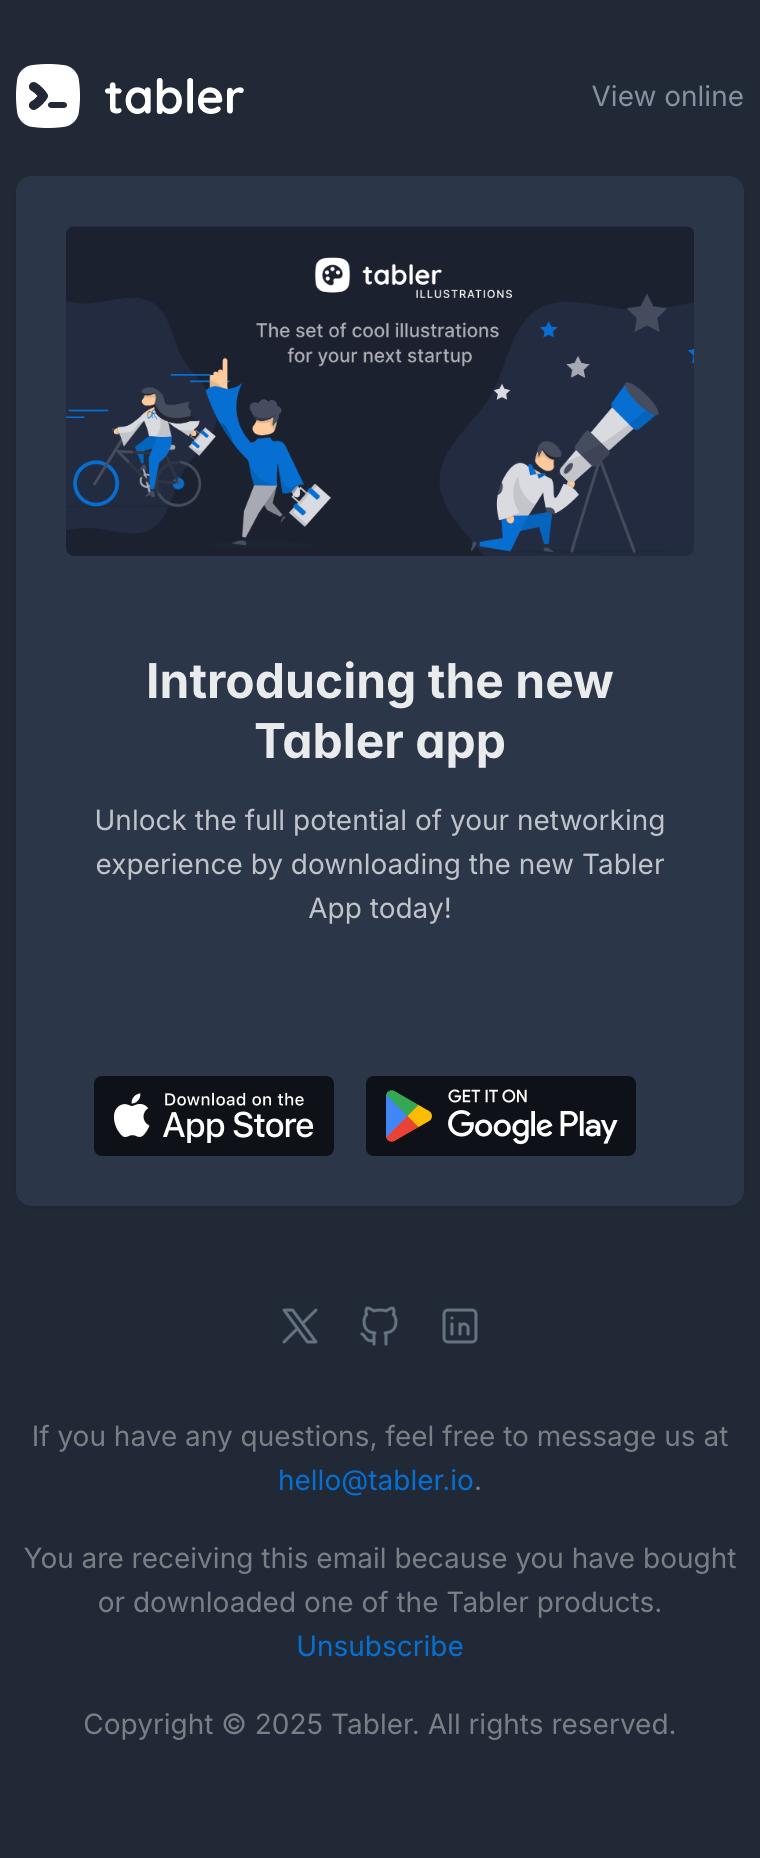 tabler
View online
tabler
ILLUSTRATIONS
The set of cool illustrations
for your next startup
Introducing the new
Tabler app
Unlock the full potential of your networking
experience by downloading the new Tabler
App today!
Download on the
App Store
GET IT ON
Google Play
If you have any questions, feel free to message us at
hello@tabler.io.
You are receiving this email because you have bought
or downloaded one of the Tabler products.
Unsubscribe
Copyright © 2025 Tabler. All rights reserved.